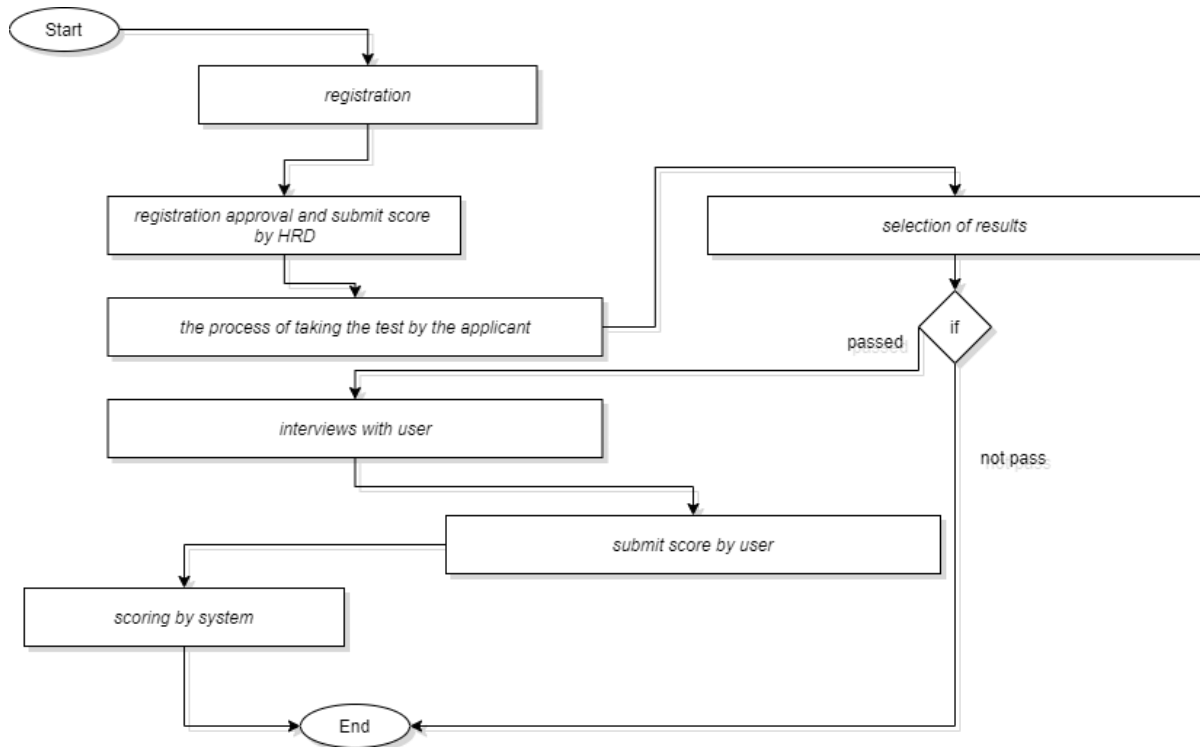 Start
registration
registration approval and submit score
by HRD
selection of results
the process of taking the test by the applicant
if
passed
interviews with user
not pass
submit score by user
scoring by system
End